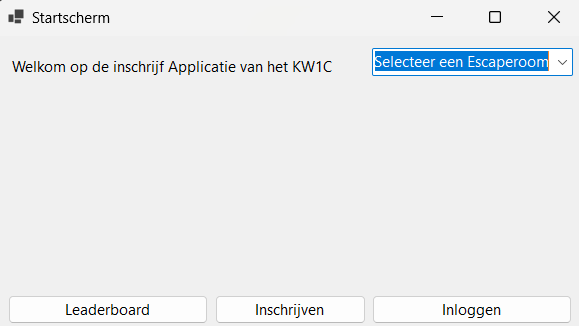 Startscherm
Welkom op de inschrijf Applicatie van het KW1C
Selecteer een Escaperoom
Leaderboard
Inschrijven
Inloggen